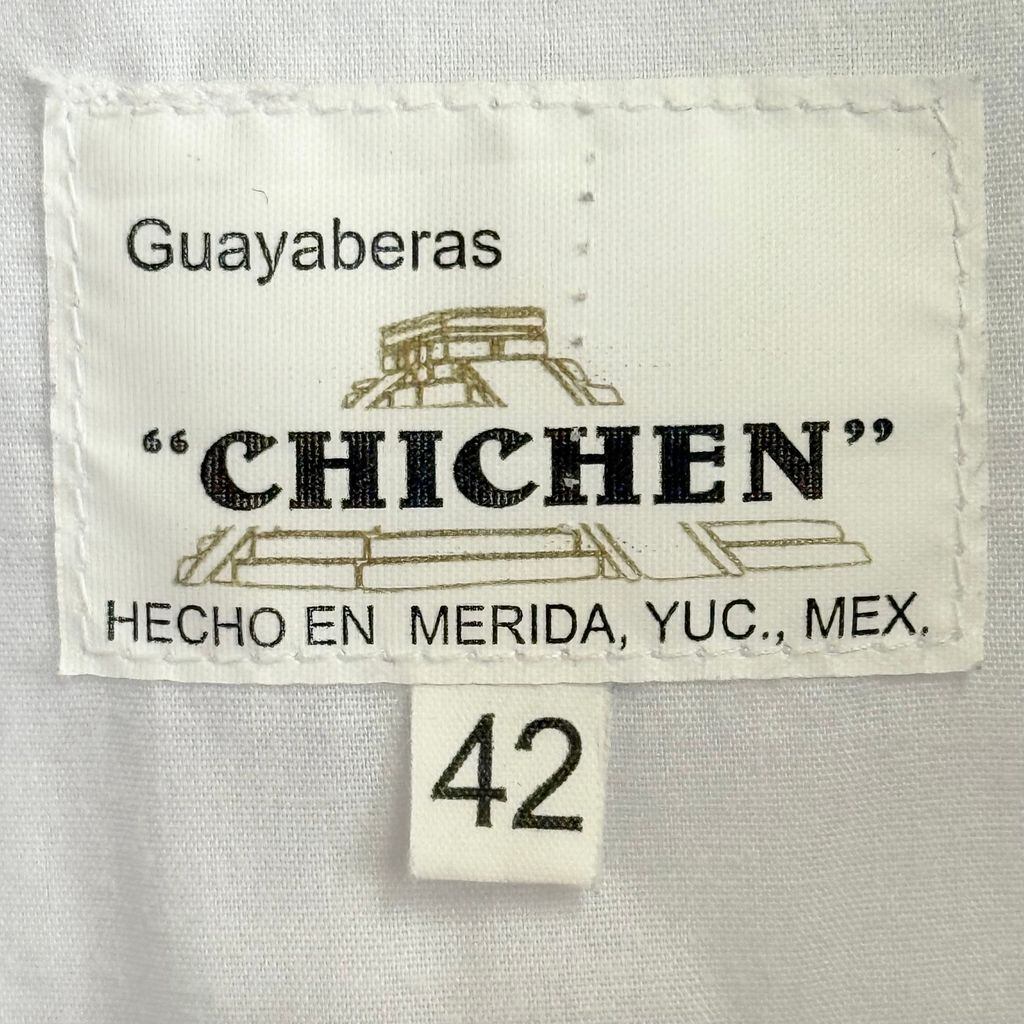 Guayaberas
“CHICHEN”
HECHO EN MERIDA, YUC., MEX.
42